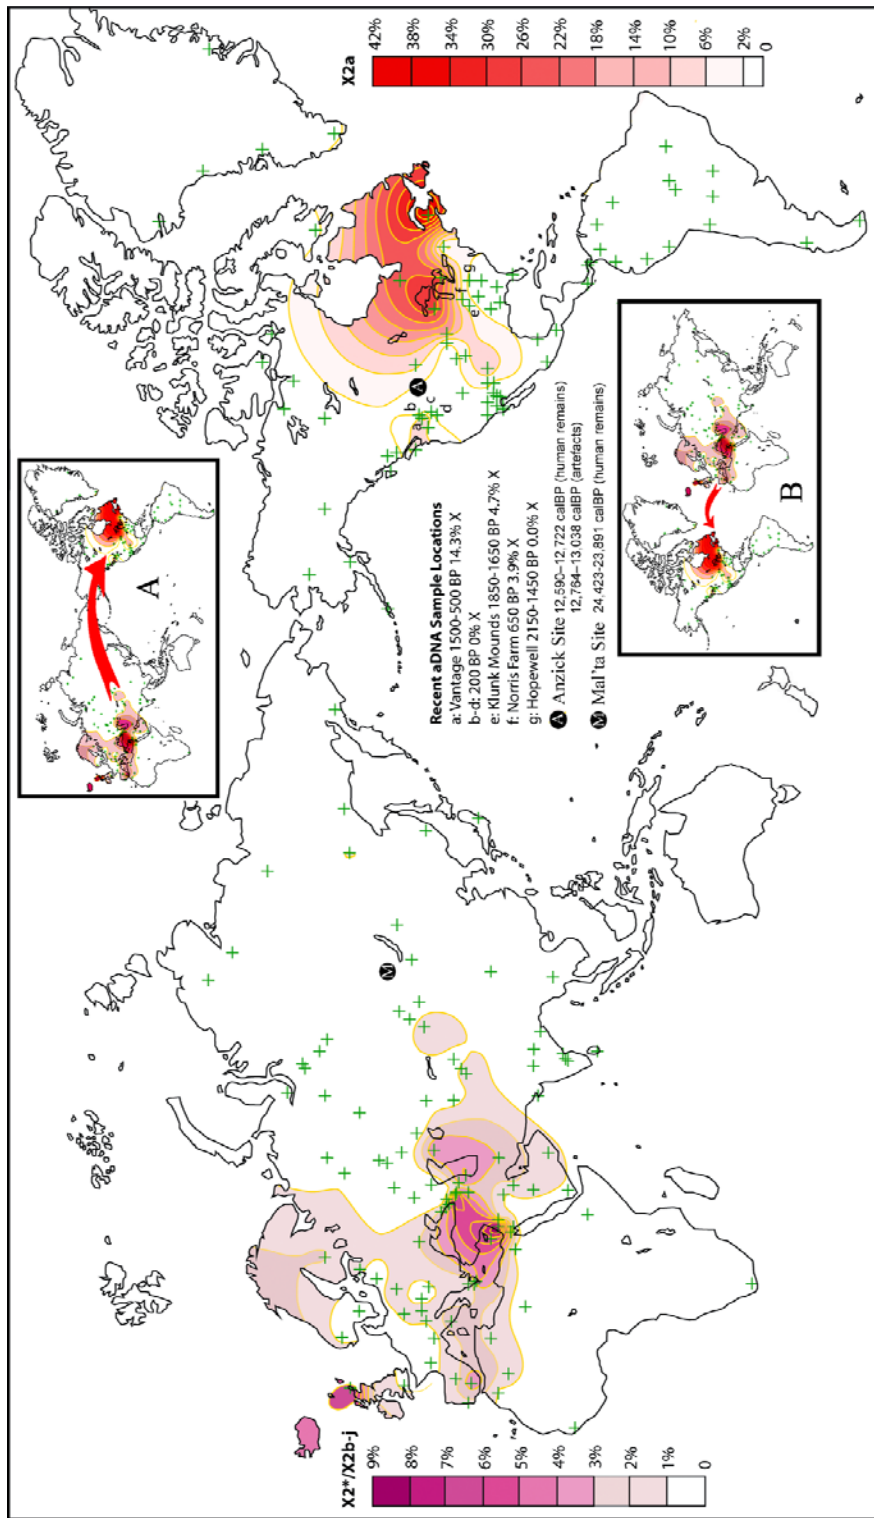 A
X2a
42%
38%
34%
30%
26%
22%
18%
14%
10%
6%
2%
0
A
a
b
c
d
e
f
g
M
Recent aDNA Sample Locations
a: Vantage 1500-500 BP 14.3% X
b-d: 200 BP 0% X
e: Klunk Mounds 1850-1650 BP 4.7% X
f: Norris Farm 650 BP 3.9% X
g: Hopewell 2150-1450 BP 0.0% X
A Anzick Site 12,590–12,722 calBP (human remains)
12,764–13,038 calBP (artefacts)
M Mal'ta Site 24,423-23,891 calBP (human remains)
X2*/X2b-j
9%
8%
7%
6%
5%
4%
3%
2%
1%
0
B